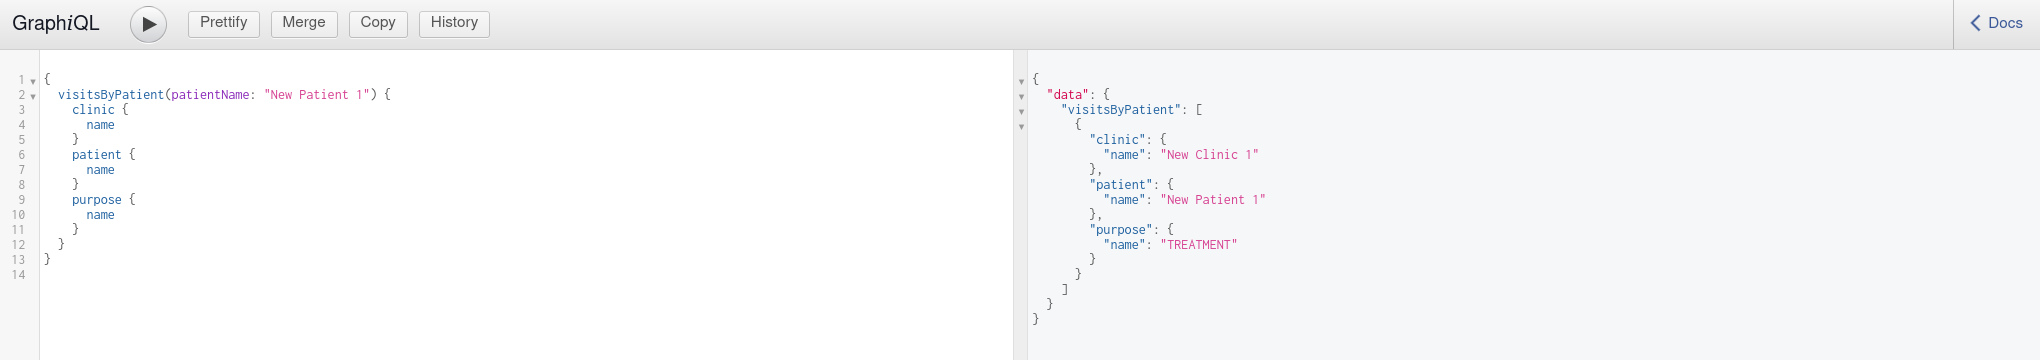 GraphiQL Prettify Merge Copy History Docs
1 {
2 visitsByPatient(patientName: "New Patient 1") {
3 clinic {
4 name
5 }
6 patient {
7 name
8 }
9 purpose {
10 name
11 }
12 }
13 }
14
{
"data": {
"visitsByPatient": [
{
"clinic": {
"name": "New Clinic 1"
},
"patient": {
"name": "New Patient 1"
},
"purpose": {
"name": "TREATMENT"
}
}
]
}
}